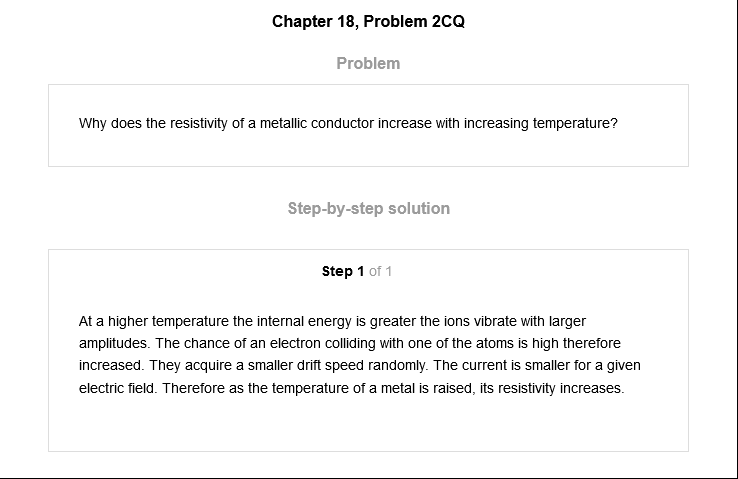 Chapter 18, Problem 2CQ
Problem
Why does the resistivity of a metallic conductor increase with increasing temperature?
Step-by-step solution
Step 1 of 1
At a higher temperature the internal energy is greater the ions vibrate with larger
amplitudes. The chance of an electron colliding with one of the atoms is high therefore
increased. They acquire a smaller drift speed randomly. The current is smaller for a given
electric field. Therefore as the temperature of a metal is raised, its resistivity increases.